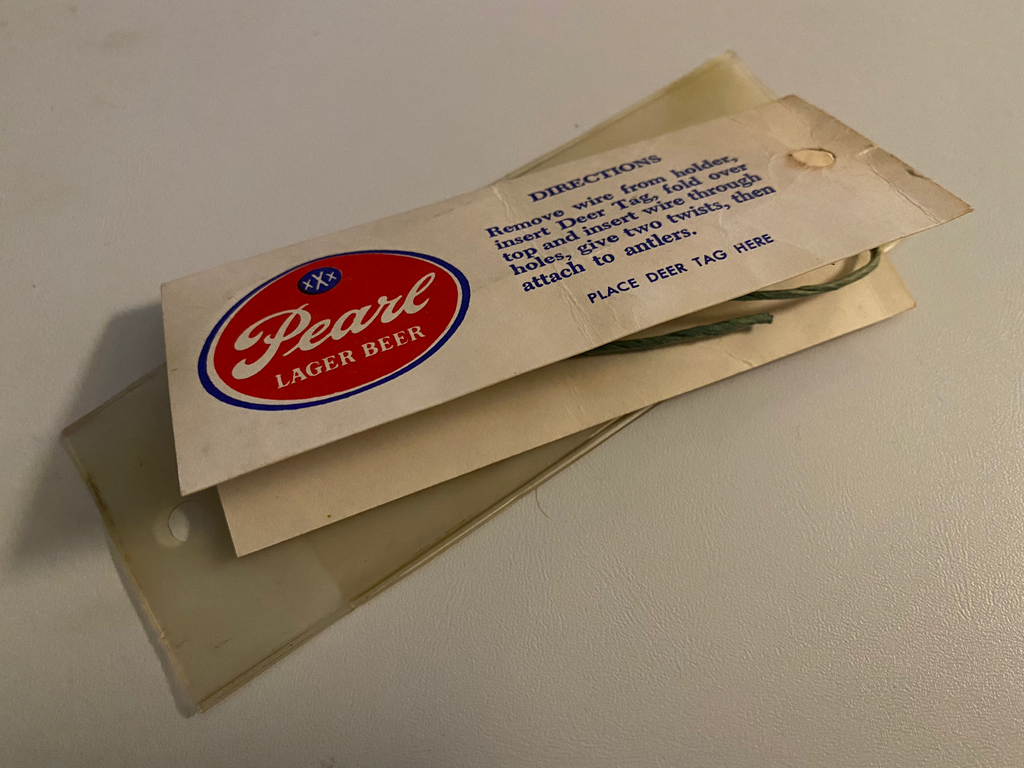 XXX
Pearl
LAGER BEER
DIRECTIONS
Remove wire from holder,
insert Deer Tag, fold over
top and insert wire through
holes, give two twists, then
attach to antlers.
PLACE DEER TAG HERE